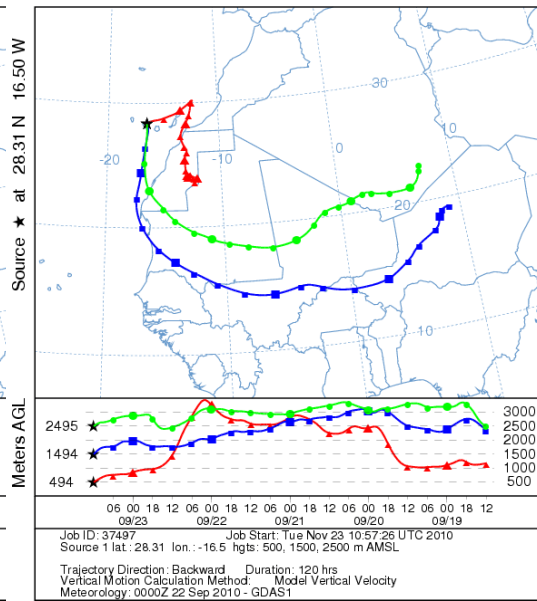 Source ★ at 28.31 N 16.50 W
30
10
-20
-10
0
20
10
Meters AGL
2495
1494
494
3000
2500
2000
1500
1000
500
06 00 18 12 06 00 18 12 06 00 18 12 06 00 18 12 06 00 18 12
09/23 09/22 09/21 09/20 09/19
Job ID: 37497 Job Start: Tue Nov 23 10:57:26 UTC 2010
Source 1 lat.: 28.31 lon.: -16.5 hgts: 500, 1500, 2500 m AMSL
Trajectory Direction: Backward Duration: 120 hrs
Vertical Motion Calculation Method: Model Vertical Velocity
Meteorology: 0000Z 22 Sep 2010 - GDAS1